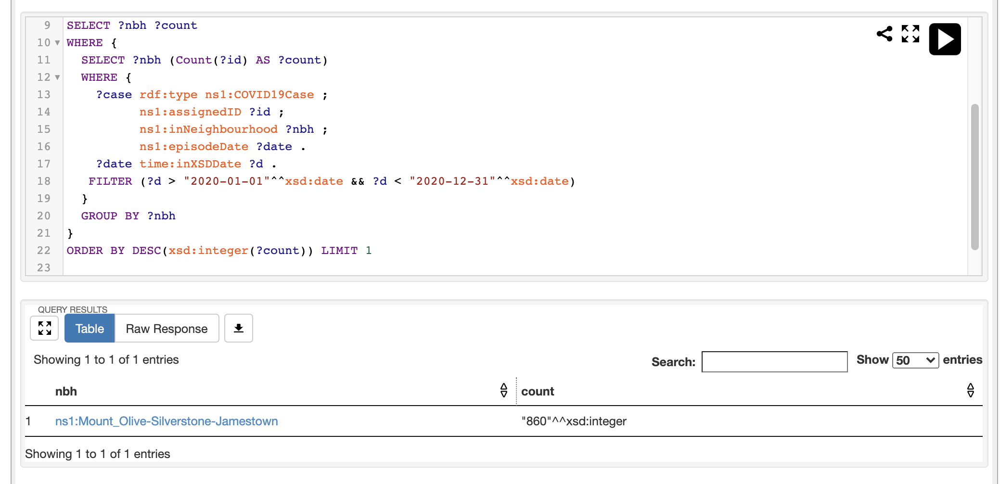 9 SELECT ?nbh ?count
10 WHERE {
11 SELECT ?nbh (Count(?id) AS ?count)
12 WHERE {
13 ?case rdf:type ns1:COVID19Case ;
14 ns1:assignedID ?id ;
15 ns1:inNeighbourhood ?nbh ;
16 ns1:episodeDate ?date .
17 ?date time:inXSDDate ?d .
18 FILTER (?d > "2020-01-01"^^xsd:date && ?d < "2020-12-31"^^xsd:date)
19 }
20 GROUP BY ?nbh
21 }
22 ORDER BY DESC(xsd:integer(?count)) LIMIT 1
23
QUERY RESULTS
Table Raw Response
Showing 1 to 1 of 1 entries Search: Show 50 entries
nbh count
1 ns1:Mount_Olive-Silverstone-Jamestown "860"^^xsd:integer
Showing 1 to 1 of 1 entries